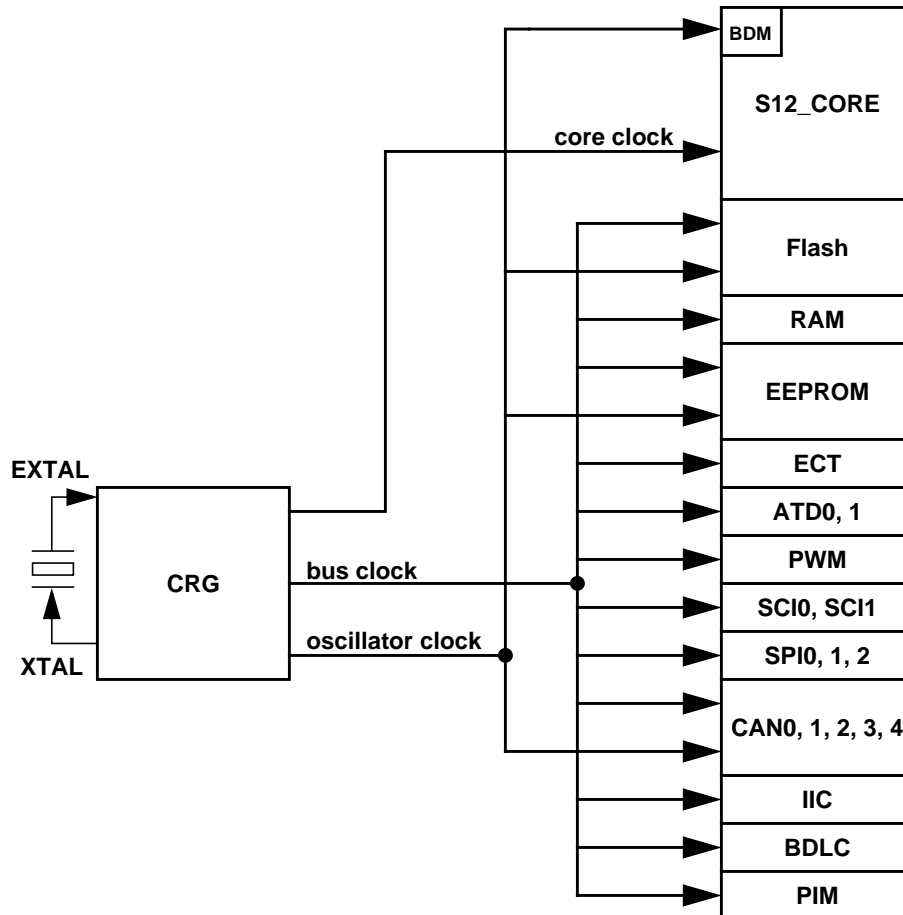 BDM
S12_CORE
core clock
Flash
RAM
EEPROM
EXTAL
ECT
ATD0, 1
PWM
bus clock
CRG
SCI0, SCI1
oscillator clock
XTAL
SPI0, 1, 2
CAN0, 1, 2, 3, 4
IIC
BDLC
PIM